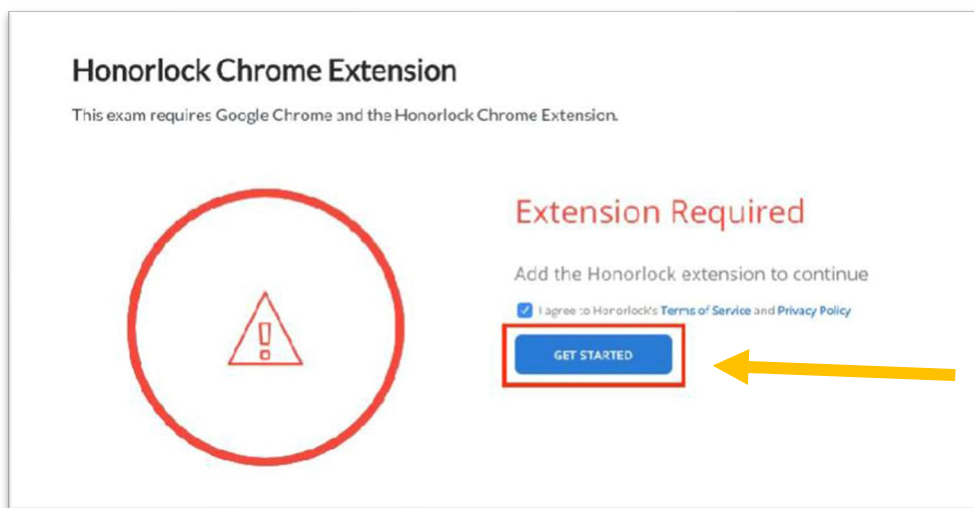 Honorlock Chrome Extension
This exam requires Google Chrome and the Honorlock Chrome Extension.
Extension Required
Add the Honorlock extension to continue
I agree to Honorlock's Terms of Service and Privacy Policy
GET STARTED